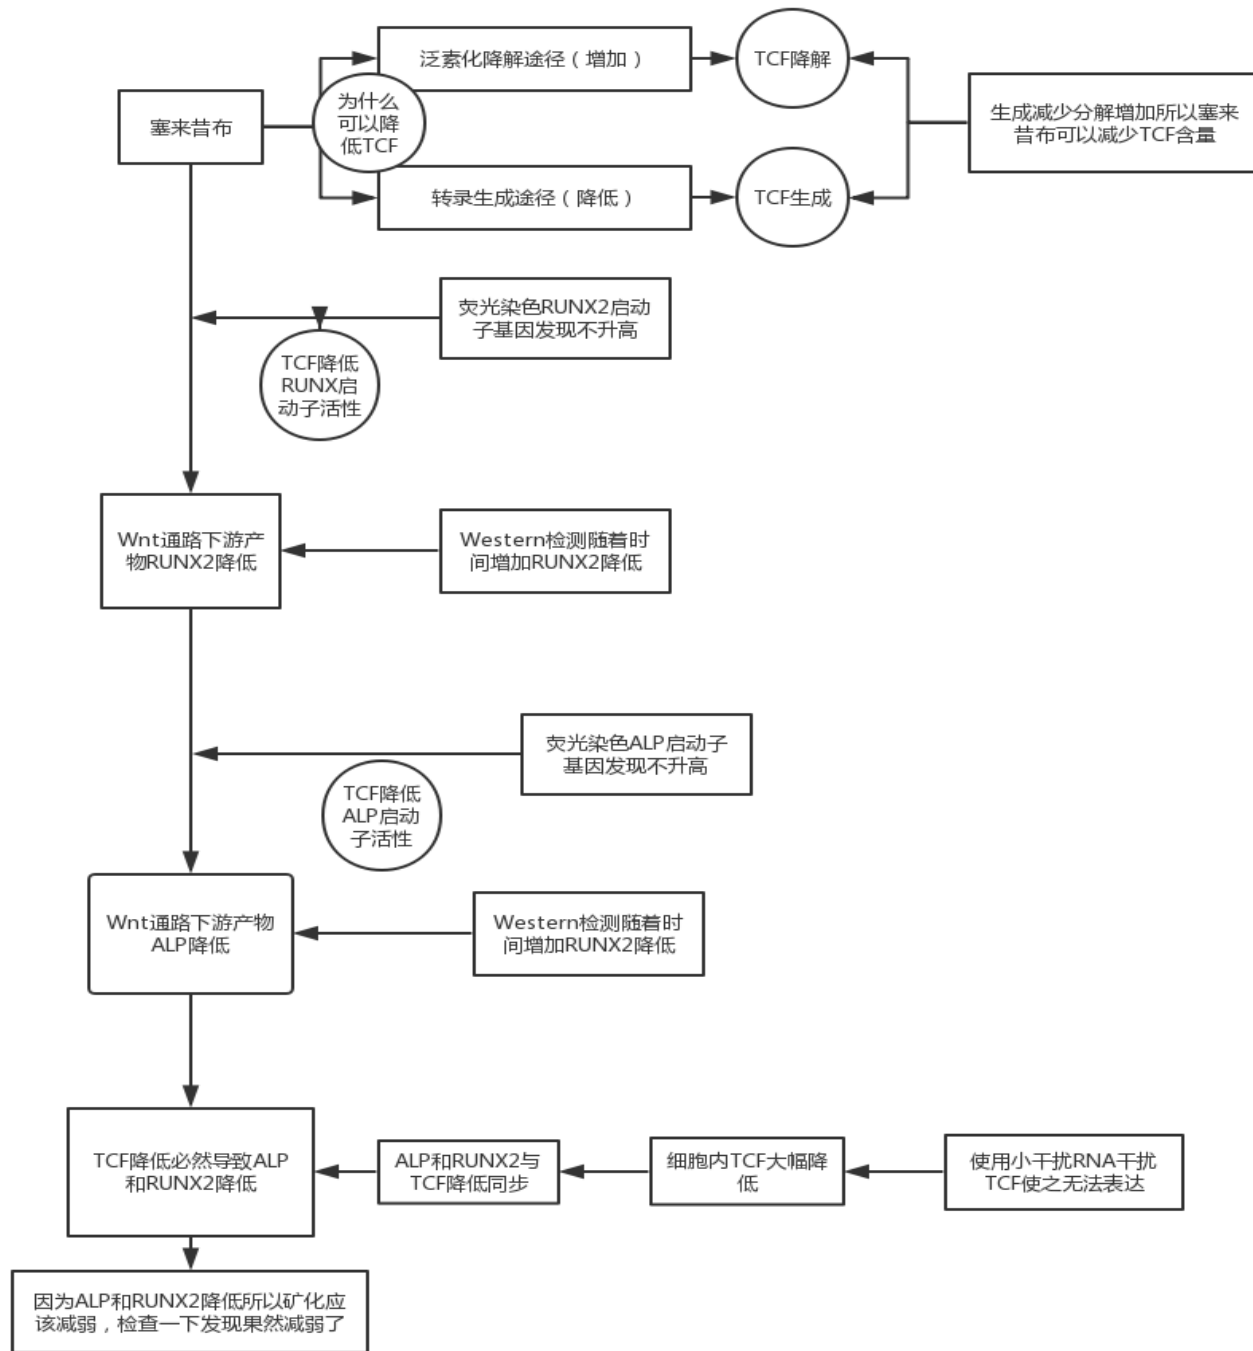 泛素化降解途径（增加）
TCF降解
塞来昔布
为什么
可以降
低TCF
生成减少分解增加所以塞来
昔布可以减少TCF含量
转录生成途径（降低）
TCF生成
荧光染色RUNX2启动
子基因发现不升高
TCF降低
RUNX启
动子活性
Wnt通路下游产
物RUNX2降低
Western检测随着时
间增加RUNX2降低
荧光染色ALP启动子
基因发现不升高
TCF降低
ALP启动
子活性
Wnt通路下游产物
ALP降低
Western检测随着时
间增加RUNX2降低
TCF降低必然导致ALP
和RUNX2降低
ALP和RUNX2与
TCF降低同步
细胞内TCF大幅降
低
使用小干扰RNA干扰
TCF使之无法表达
因为ALP和RUNX2降低所以矿化应
该减弱，检查一下发现果然减弱了